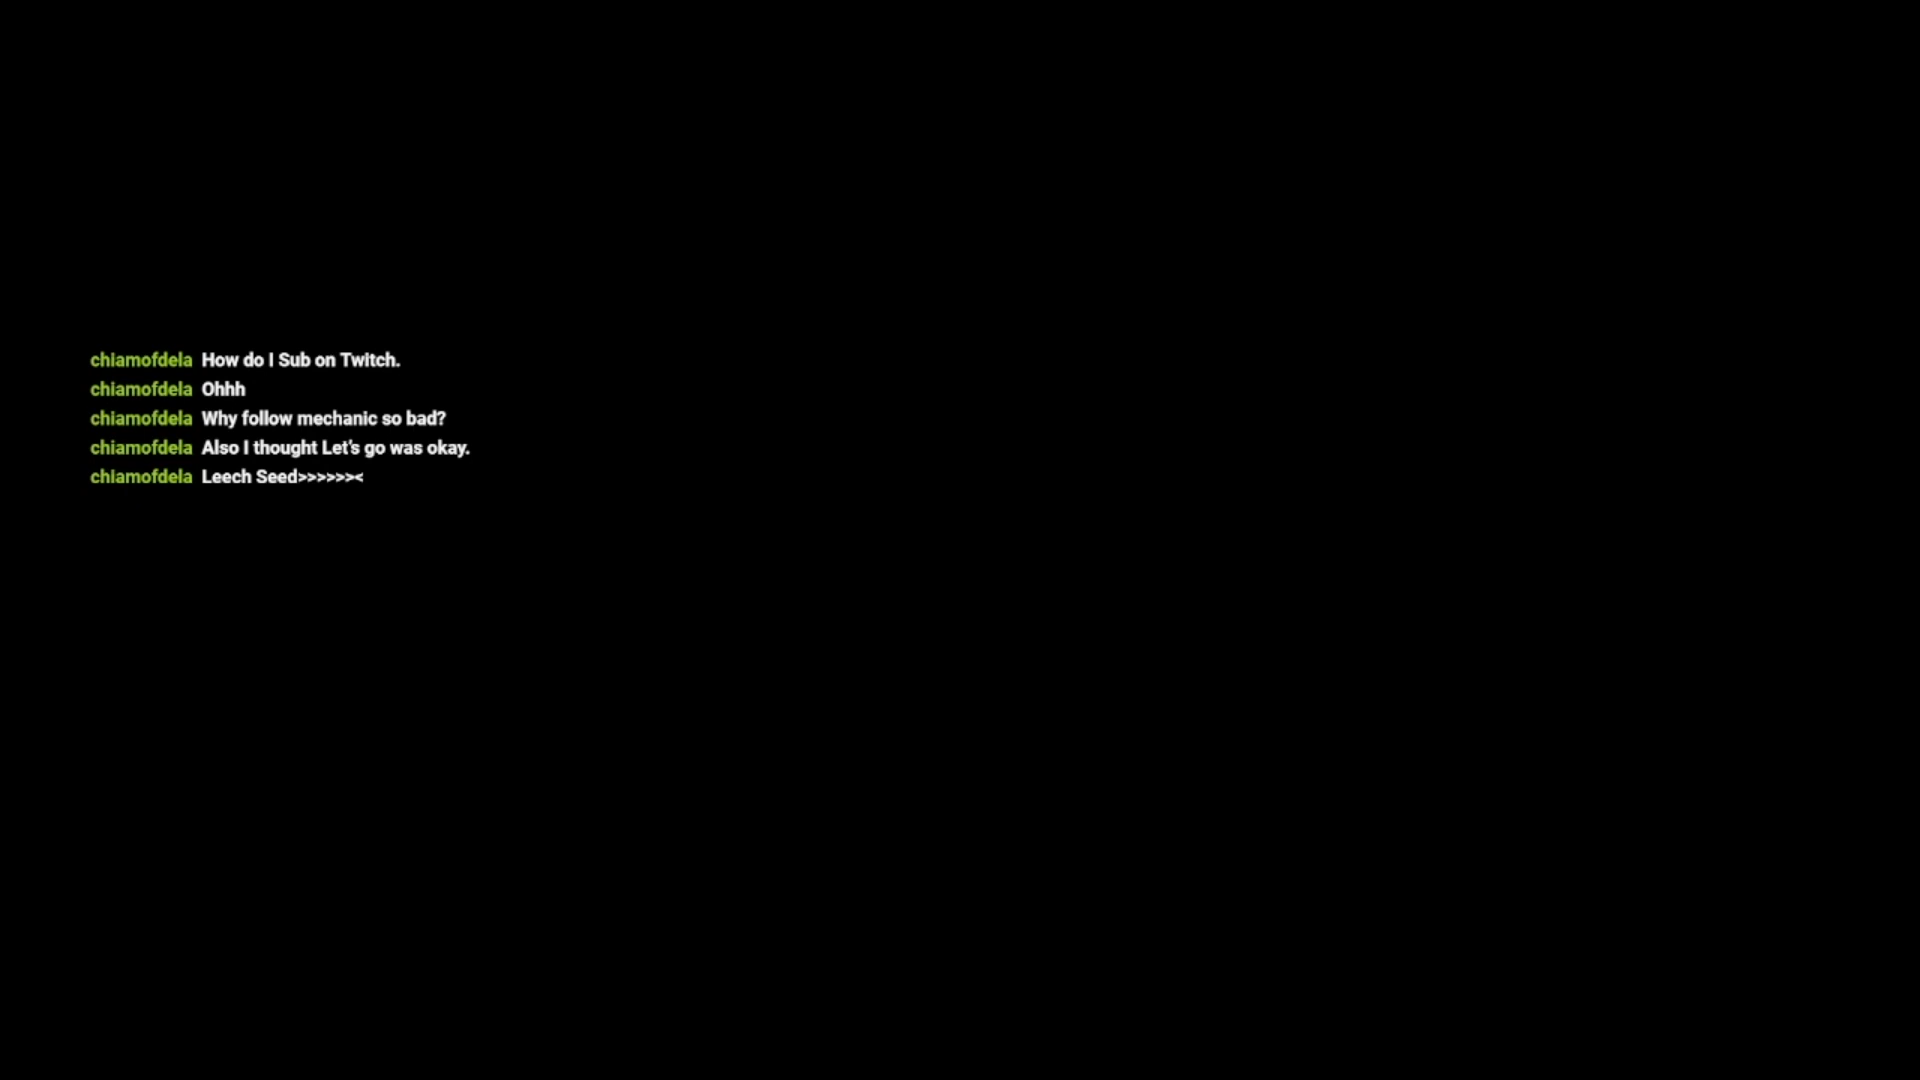 chiamofdela How do I Sub on Twitch.
chiamofdela Ohhh
chiamofdela Why follow mechanic so bad?
chiamofdela Also I thought Let's go was okay.
chiamofdela Leech Seed>>>>>><